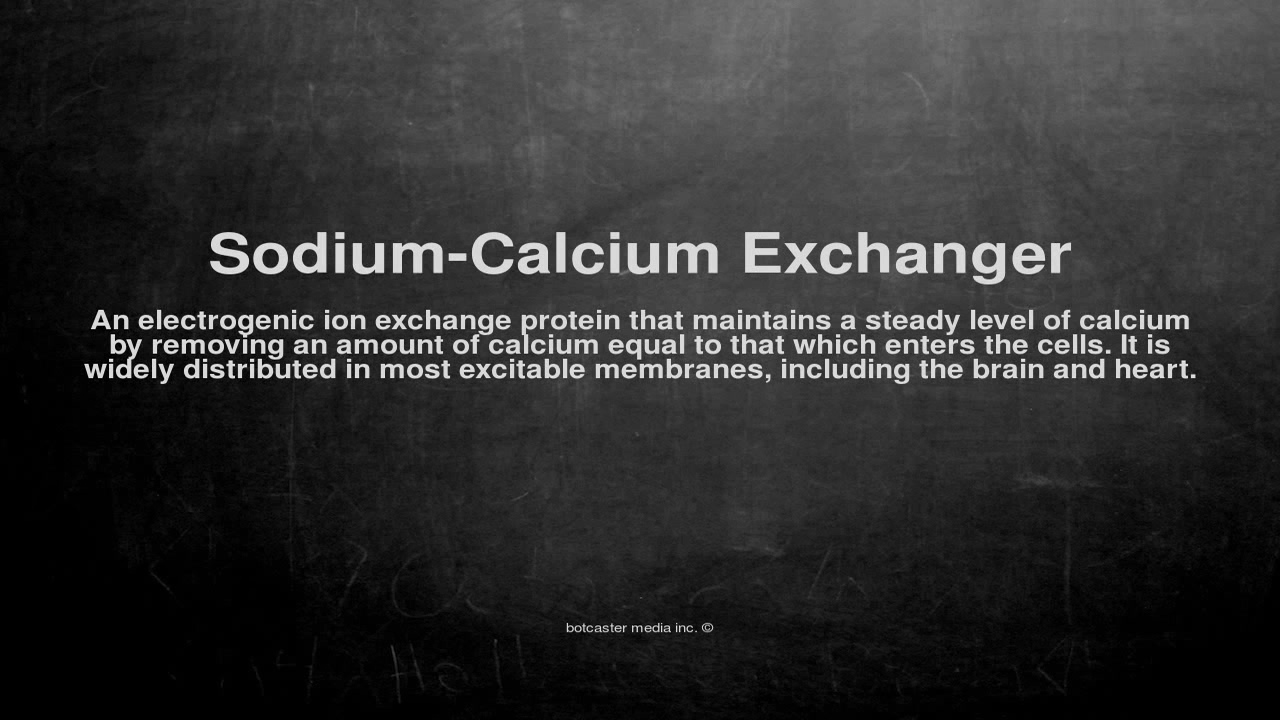 Sodium-Calcium Exchanger
An electrogenic ion exchange protein that maintains a steady level of calcium
by removing an amount of calcium equal to that which enters the cells. It is
widely distributed in most excitable membranes, including the brain and heart.
botcaster media inc. ©